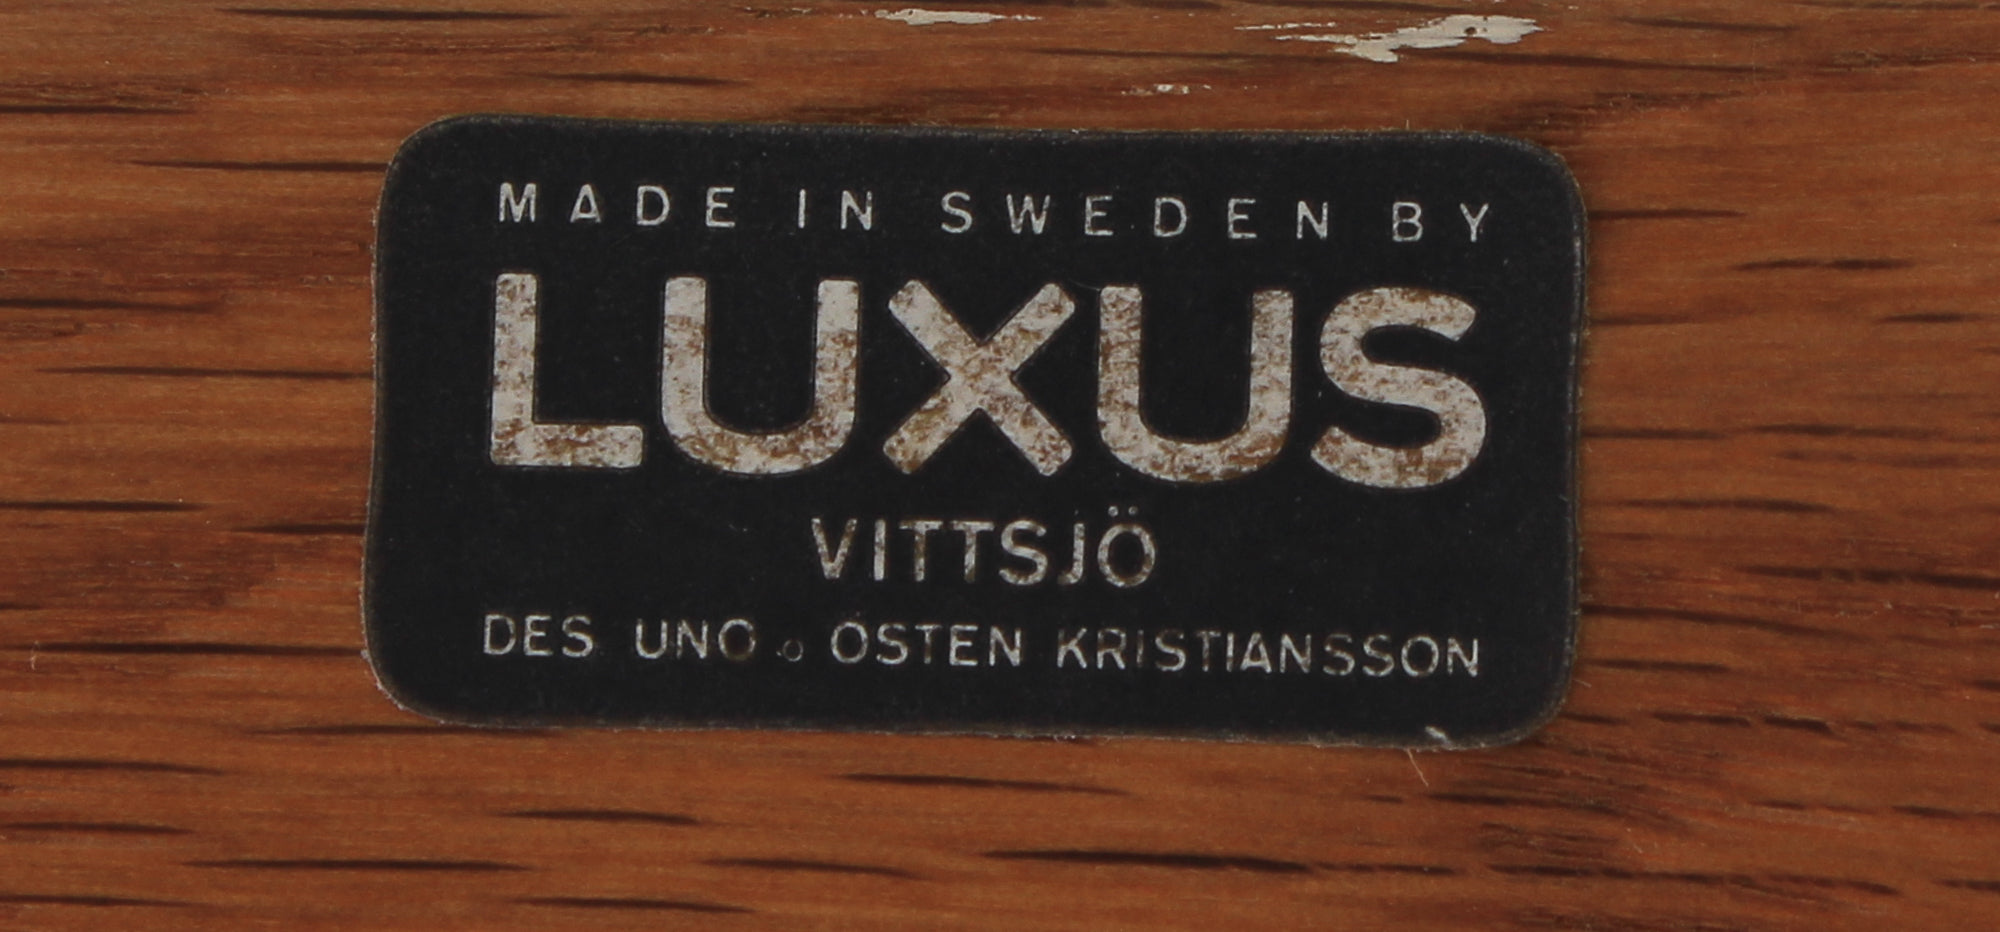 MADE IN SWEDEN BY
LUXUS
VITTSJÖ
DES UNO o ÖSTEN KRISTIANSSON